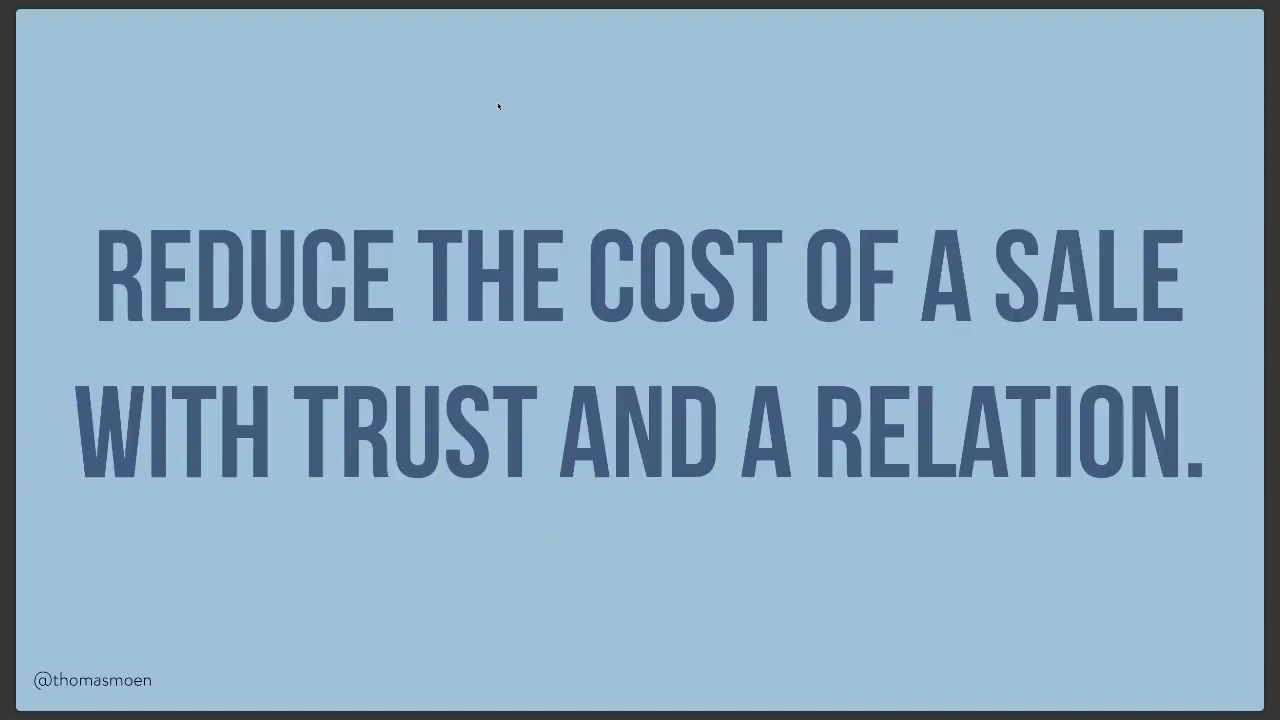 REDUCE THE COST OF A SALE
WITH TRUST AND A RELATION.
@thomasmoen